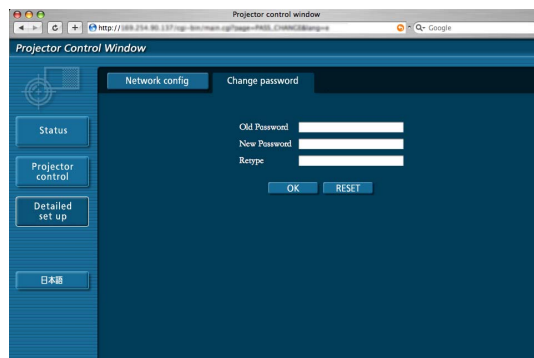 Projector control window
http://
Google
Projector Control Window
Network config
Change password
Status
Projector
control
Detailed
set up
日本語
Old Password
New Password
Retype
OK
RESET